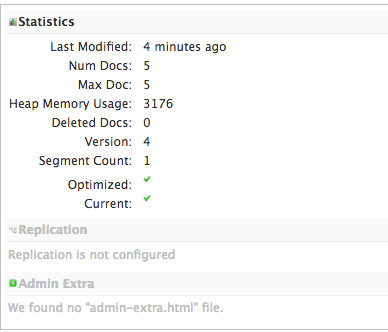 Statistics
Last Modified: 4 minutes ago
Num Docs: 5
Max Doc: 5
Heap Memory Usage: 3176
Deleted Docs: 0
Version: 4
Segment Count: 1
Optimized:
Current:
Replication
Replication is not configured
Admin Extra
We found no "admin-extra.html" file.